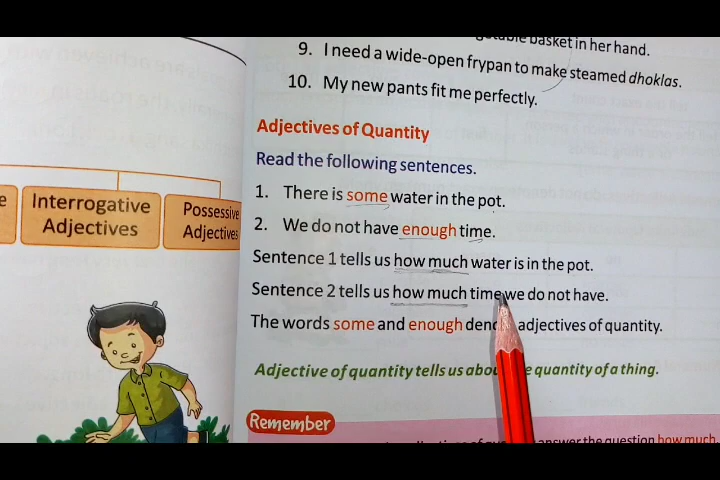 basket in her hand.
9. I need a wide-open frypan to make steamed dhoklas.
10. My new pants fit me perfectly.
Adjectives of Quantity
Read the following sentences.
1. There is some water in the pot.
2. We do not have enough time.
Sentence 1 tells us how much water is in the pot.
Sentence 2 tells us how much time we do not have.
The words some and enough adjectives of quantity.
Adjective of quantity tells us quantity of a thing.
Remember
answer the question how much.
Interrogative Adjectives
Possessive Adjectives